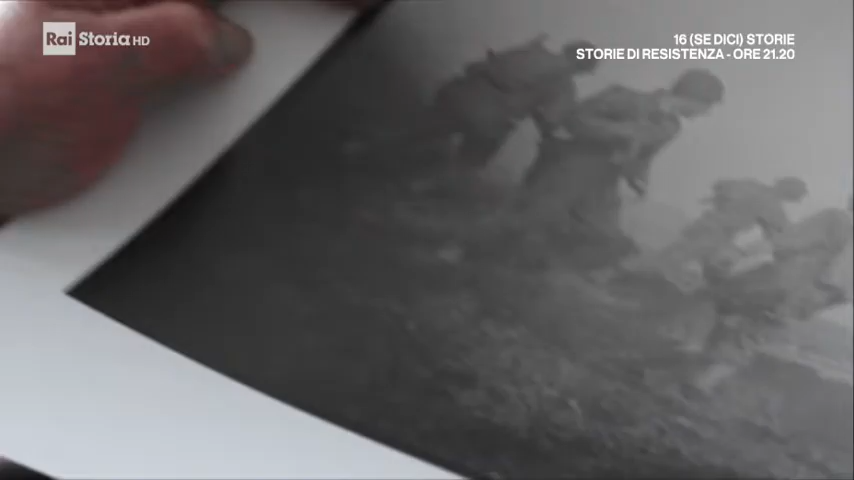 Rai Storia HD
16 (SE DICI) STORIE
STORIE DI RESISTENZA - ORE 21.20